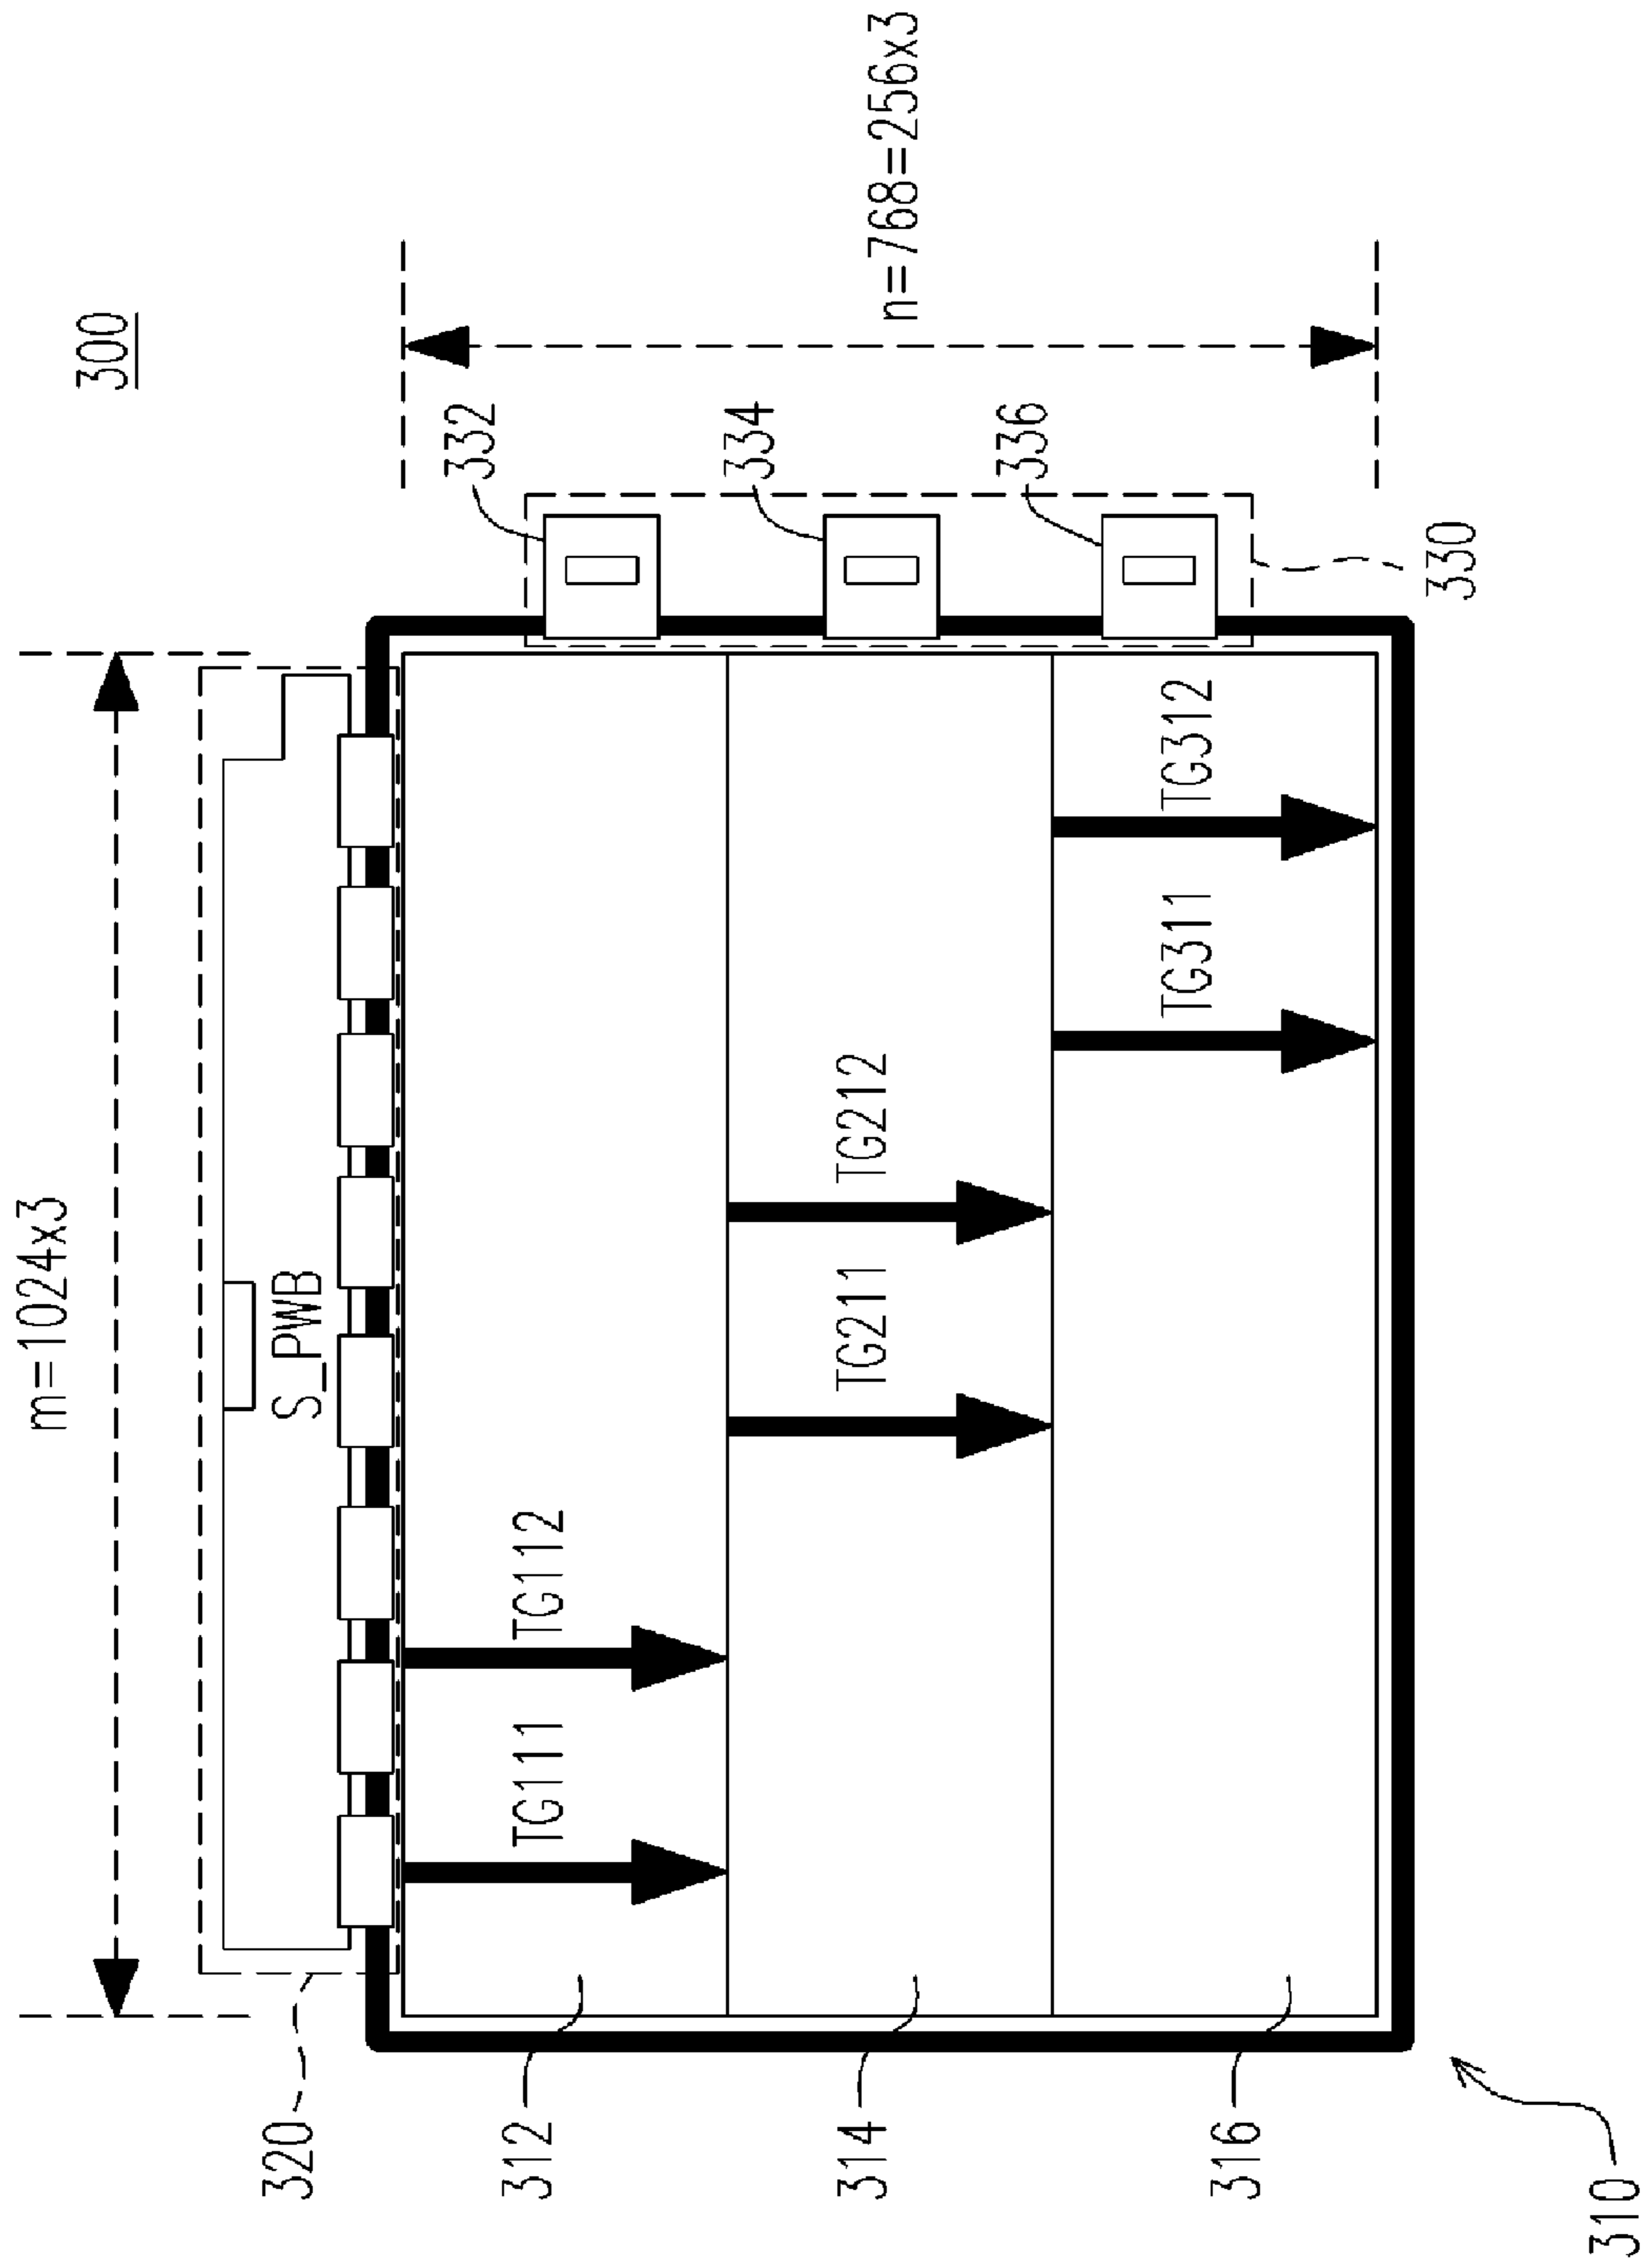 300
m=1024x3
n=768=256x3
320
S_PWB
332
334
336
330
312
TG111
TG112
314
TG211
TG212
316
TG311
TG312
310